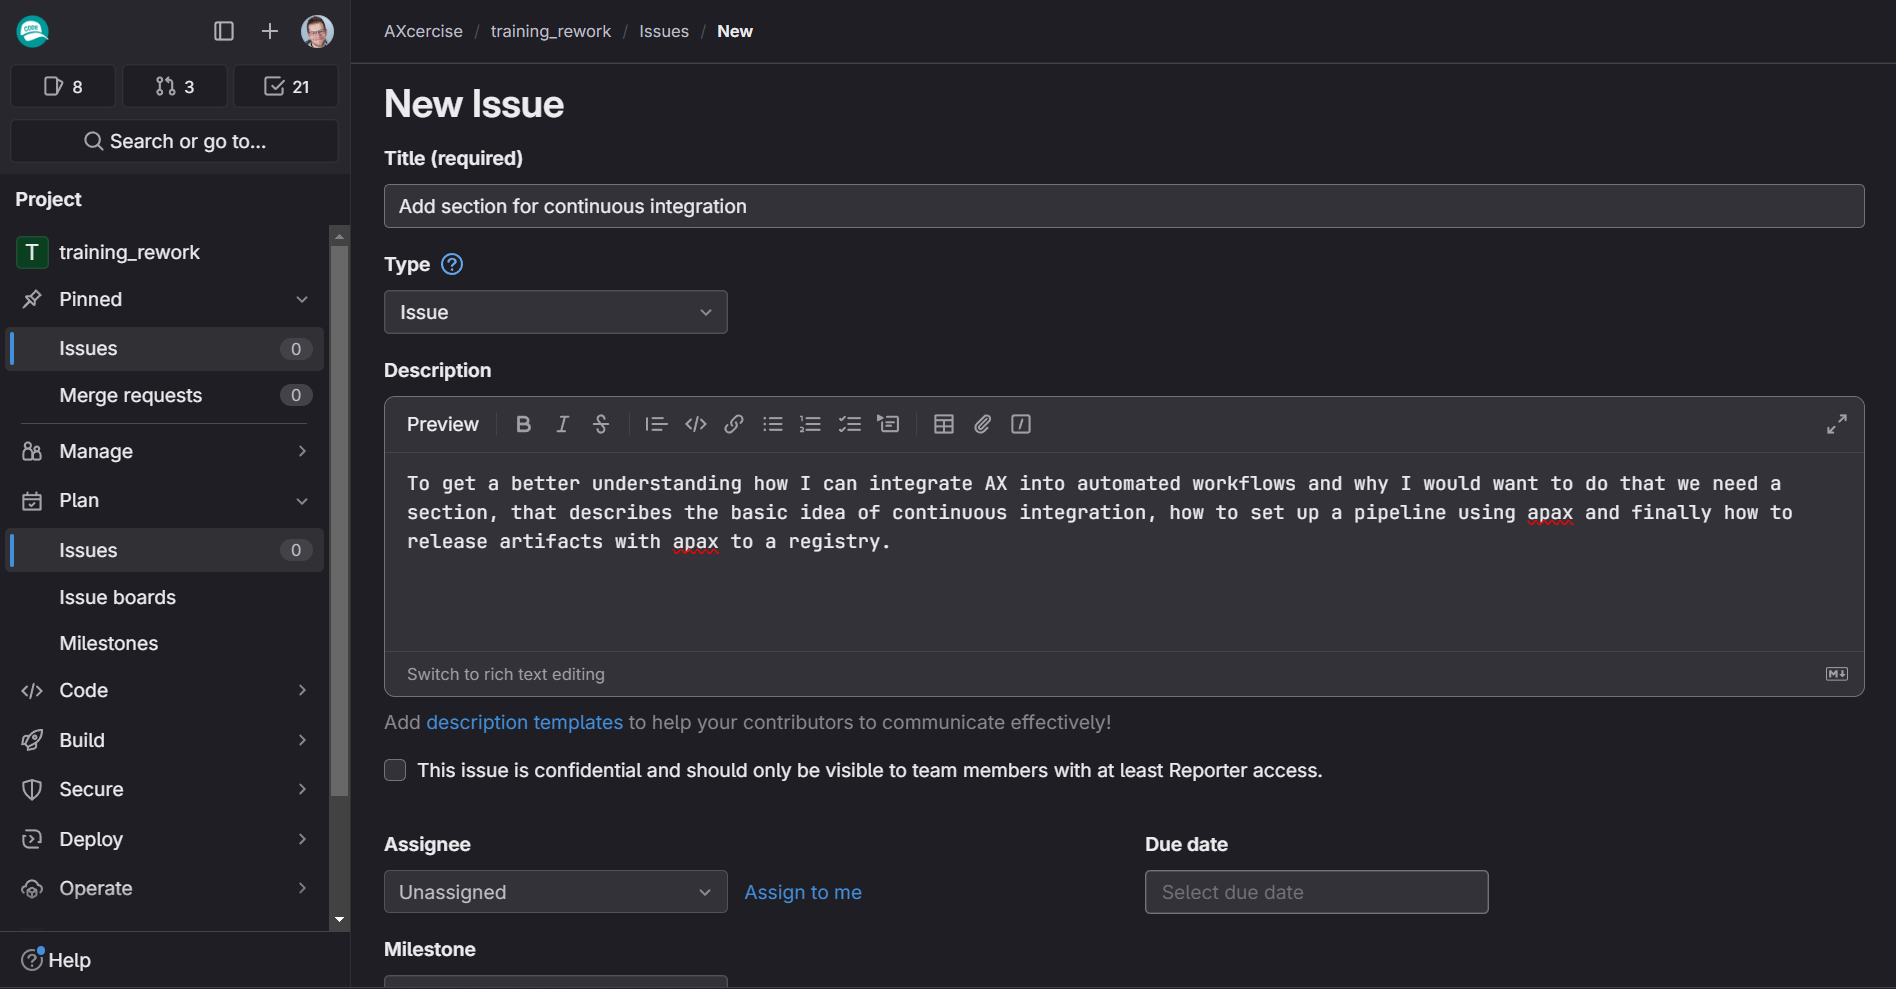 CODE
8
3
21
Search or go to...
Project
T training_rework
Pinned
Issues 0
Merge requests 0
Manage
Plan
Issues 0
Issue boards
Milestones
Code
Build
Secure
Deploy
Operate
Help
AXcercise / training_rework / Issues / New
New Issue
Title (required)
Add section for continuous integration
Type
Issue
Description
Preview
To get a better understanding how I can integrate AX into automated workflows and why I would want to do that we need a
section, that describes the basic idea of continuous integration, how to set up a pipeline using apax and finally how to
release artifacts with apax to a registry.
Switch to rich text editing
Add description templates to help your contributors to communicate effectively!
This issue is confidential and should only be visible to team members with at least Reporter access.
Assignee
Unassigned
Assign to me
Due date
Select due date
Milestone